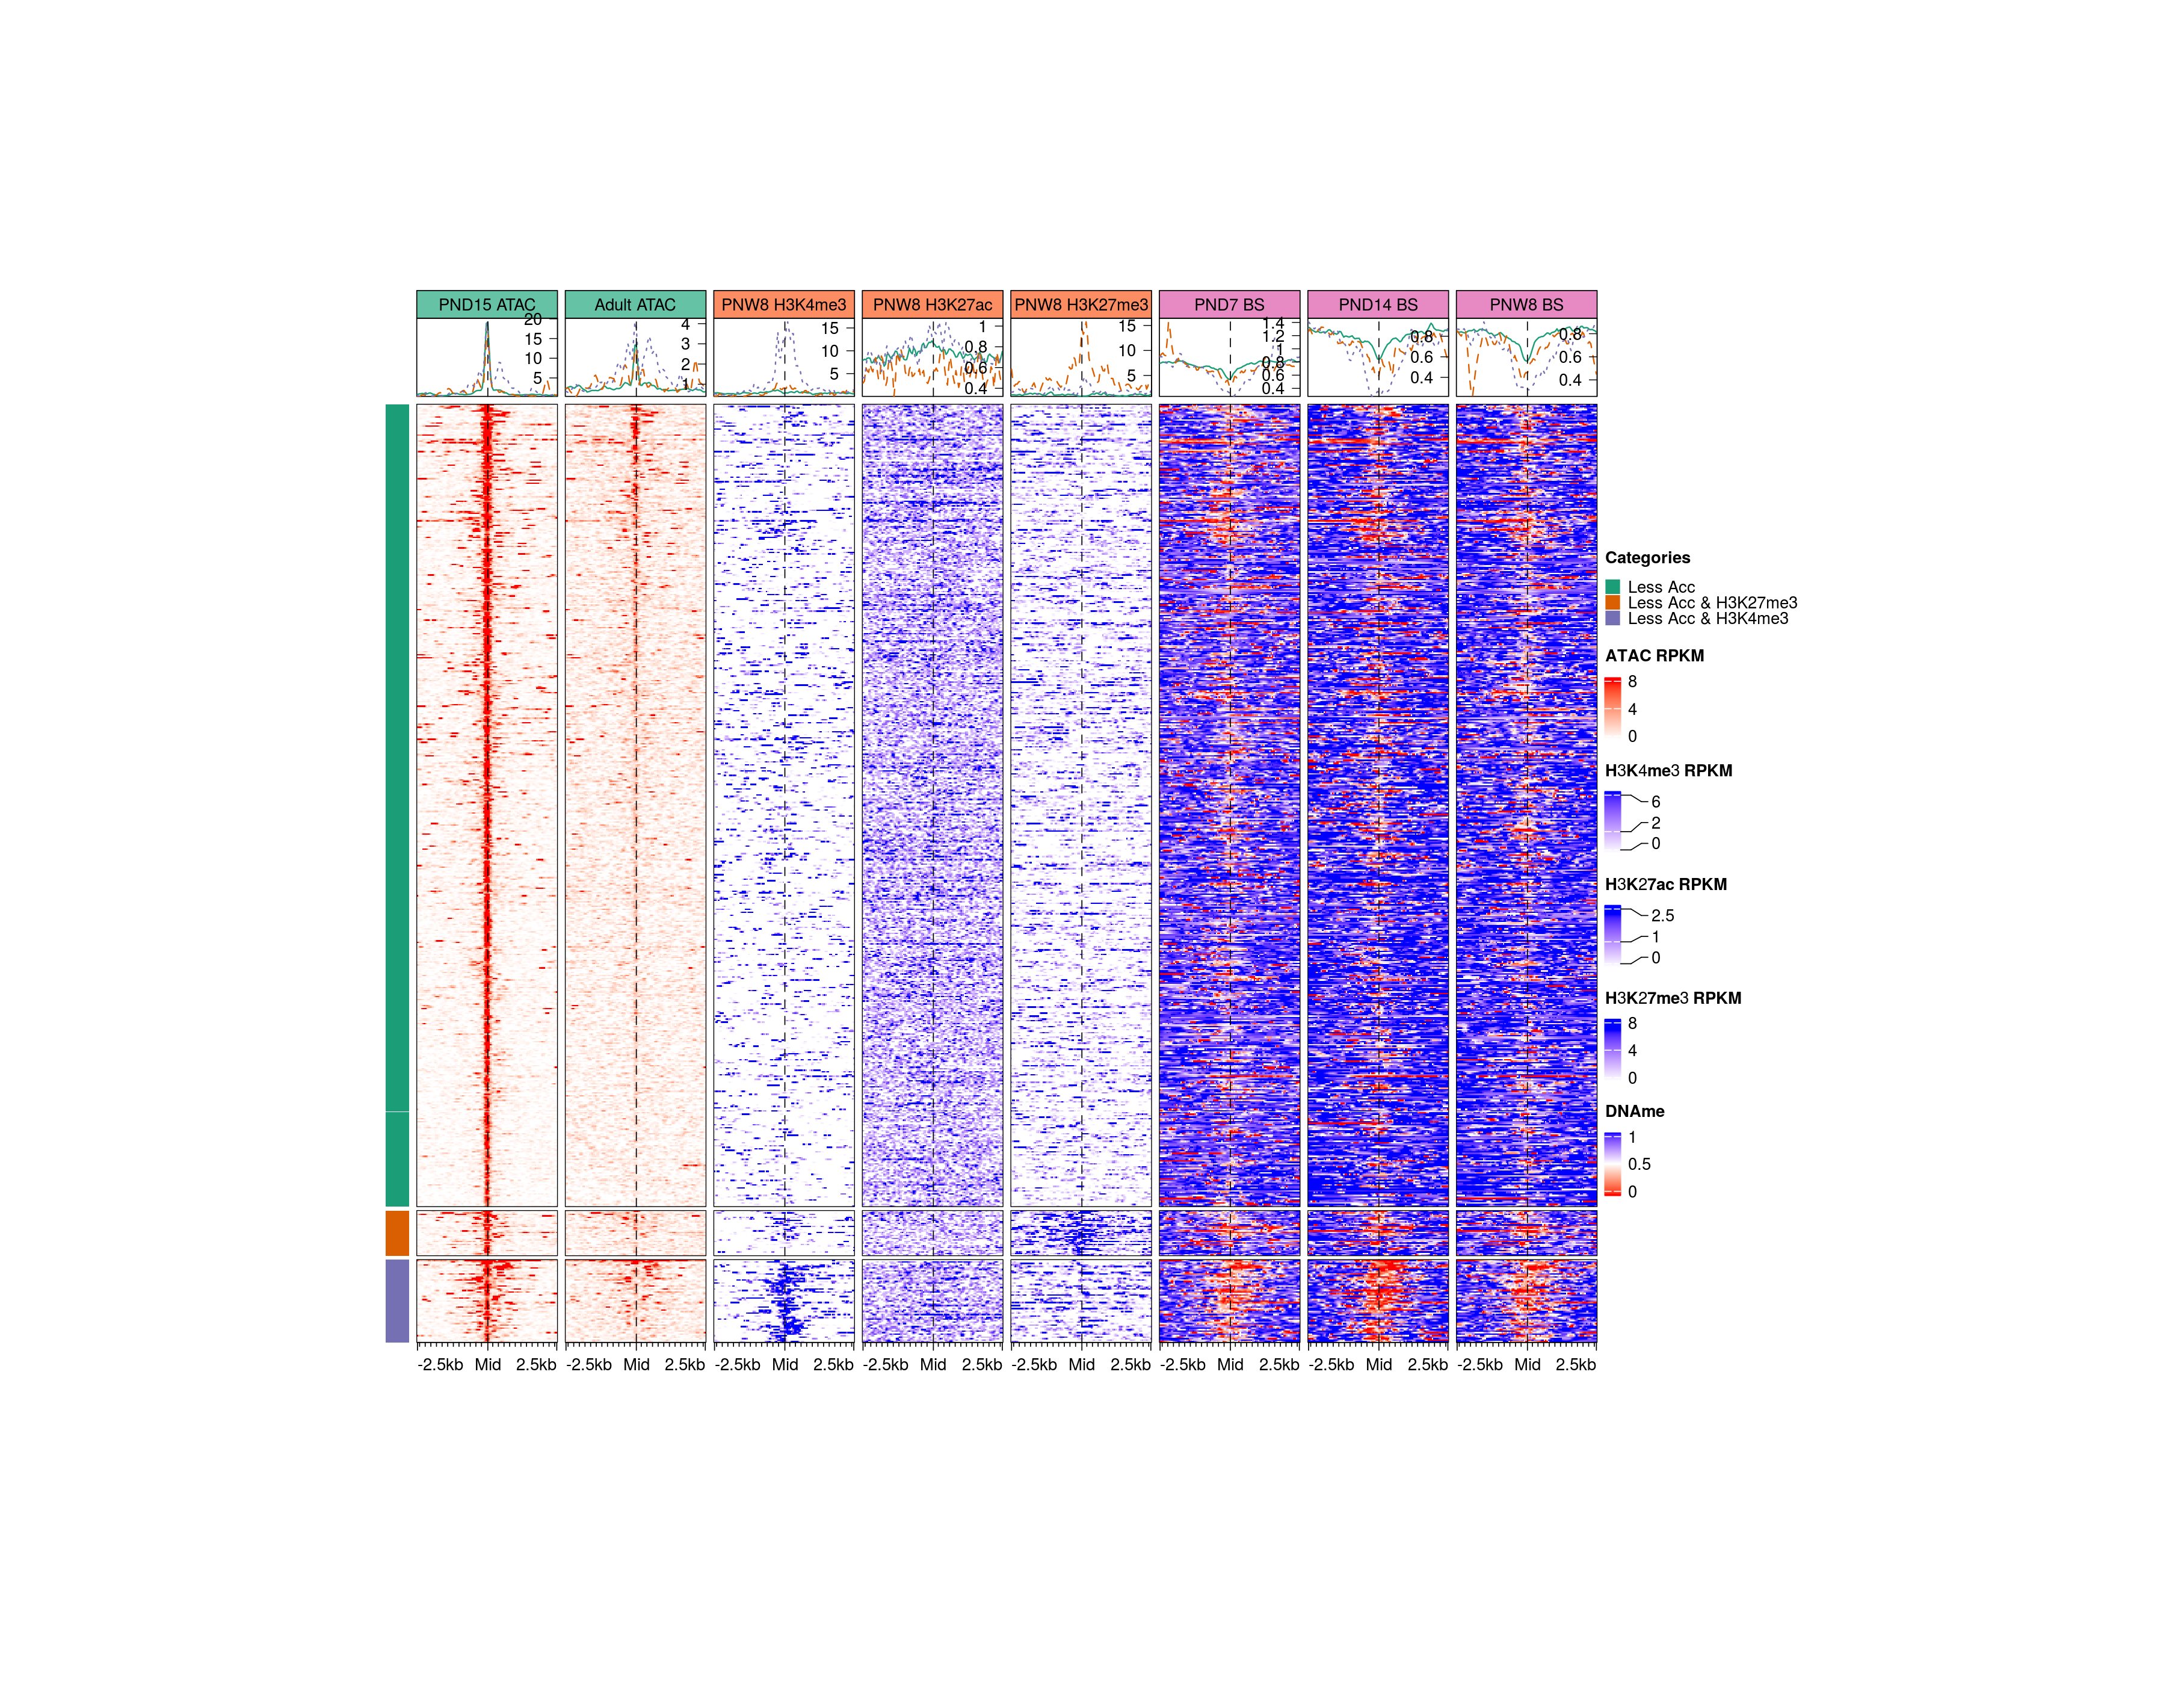 PND15 ATAC
Adult ATAC
PNW8 H3K4me3
PNW8 H3K27ac
PNW8 H3K27me3
PND7 BS
PND14 BS
PNW8 BS
20
15
10
5
4
3
2
1
15
10
5
1
0.8
0.6
0.4
15
10
5
1.4
1.2
1
0.8
0.6
0.4
0.8
0.6
0.4
0.8
0.6
0.4
Categories
Less Acc
Less Acc & H3K27me3
Less Acc & H3K4me3
ATAC RPKM
8
4
0
H3K4me3 RPKM
6
2
0
H3K27ac RPKM
2.5
1
0
H3K27me3 RPKM
8
4
0
DNAme
1
0.5
0
-2.5kb Mid 2.5kb
-2.5kb Mid 2.5kb
-2.5kb Mid 2.5kb
-2.5kb Mid 2.5kb
-2.5kb Mid 2.5kb
-2.5kb Mid 2.5kb
-2.5kb Mid 2.5kb
-2.5kb Mid 2.5kb